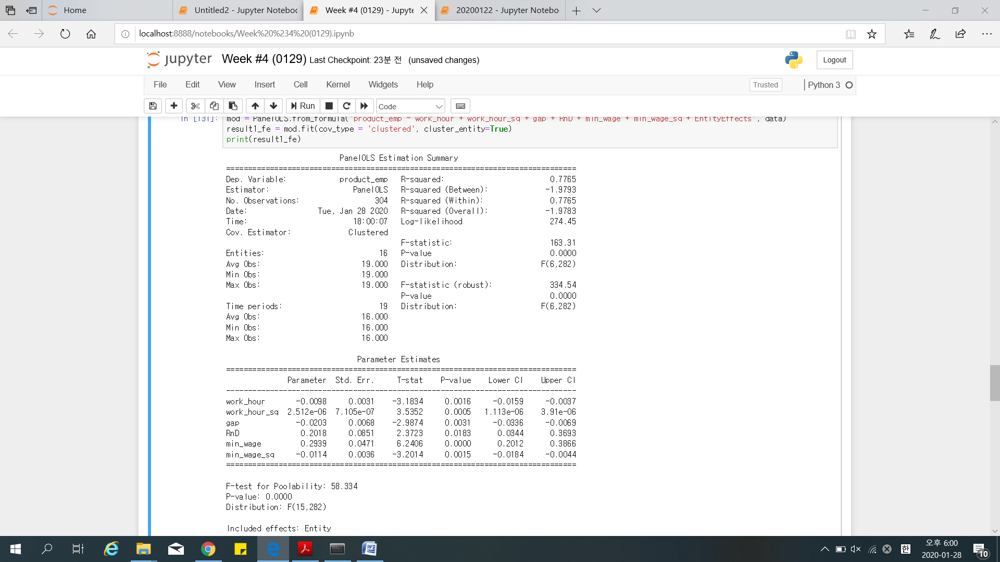 Home
Untitled2 - Jupyter Noteboo
Week #4 (0129) - Jupyte
20200122 - Jupyter Notebo
localhost:8888/notebooks/Week%20%234%20(0129).ipynb
jupyter Week #4 (0129) Last Checkpoint: 23분 전 (unsaved changes)
Logout
File Edit View Insert Cell Kernel Widgets Help
Trusted Python 3
Run Code
In [131]: mod = PanelOLS.from_formula('product_emp ~ work_hour + work_hour_sq + gap + RnD + min_wage + min_wage_sq + EntityEffects', data)
result1_fe = mod.fit(cov_type = 'clustered', cluster_entity=True)
print(result1_fe)
PanelOLS Estimation Summary
================================================================================
Dep. Variable: product_emp R-squared: 0.7765
Estimator: PanelOLS R-squared (Between): -1.9793
No. Observations: 304 R-squared (Within): 0.7765
Date: Tue, Jan 28 2020 R-squared (Overall): -1.9783
Time: 18:00:07 Log-likelihood 274.45
Cov. Estimator: Clustered
F-statistic: 163.31
Entities: 16 P-value 0.0000
Avg Obs: 19.000 Distribution: F(6,282)
Min Obs: 19.000
Max Obs: 19.000 F-statistic (robust): 334.54
P-value 0.0000
Time periods: 19 Distribution: F(6,282)
Avg Obs: 16.000
Min Obs: 16.000
Max Obs: 16.000
Parameter Estimates
================================================================================
Parameter Std. Err. T-stat P-value Lower CI Upper CI
--------------------------------------------------------------------------------
work_hour -0.0098 0.0031 -3.1834 0.0016 -0.0159 -0.0037
work_hour_sq 2.512e-06 7.105e-07 3.5352 0.0005 1.113e-06 3.91e-06
gap -0.0203 0.0068 -2.9874 0.0031 -0.0336 -0.0069
RnD 0.2018 0.0851 2.3723 0.0183 0.0344 0.3693
min_wage 0.2939 0.0471 6.2406 0.0000 0.2012 0.3866
min_wage_sq -0.0114 0.0036 -3.2014 0.0015 -0.0184 -0.0044
================================================================================
F-test for Poolability: 58.334
P-value: 0.0000
Distribution: F(15,282)
Included effects: Entity
한
오후 6:00
2020-01-28
10